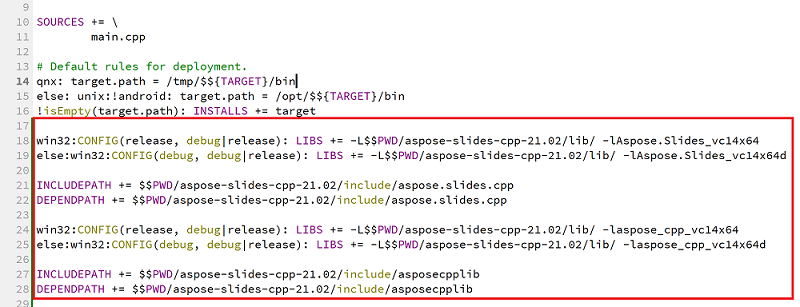 9
10 SOURCES += \
11 main.cpp
12
13 # Default rules for deployment.
14 qnx: target.path = /tmp/$${TARGET}/bin
15 else: unix:!android: target.path = /opt/$${TARGET}/bin
16 !isEmpty(target.path): INSTALLS += target
17
18 win32:CONFIG(release, debug|release): LIBS += -L$$PWD/aspose-slides-cpp-21.02/lib/ -lAspose.Slides_vc14x64
19 else:win32:CONFIG(debug, debug|release): LIBS += -L$$PWD/aspose-slides-cpp-21.02/lib/ -lAspose.Slides_vc14x64d
20
21 INCLUDEPATH += $$PWD/aspose-slides-cpp-21.02/include/aspose.slides.cpp
22 DEPENDPATH += $$PWD/aspose-slides-cpp-21.02/include/aspose.slides.cpp
23
24 win32:CONFIG(release, debug|release): LIBS += -L$$PWD/aspose-slides-cpp-21.02/lib/ -laspose_cpp_vc14x64
25 else:win32:CONFIG(debug, debug|release): LIBS += -L$$PWD/aspose-slides-cpp-21.02/lib/ -laspose_cpp_vc14x64d
26
27 INCLUDEPATH += $$PWD/aspose-slides-cpp-21.02/include/asposecpplib
28 DEPENDPATH += $$PWD/aspose-slides-cpp-21.02/include/asposecpplib
29